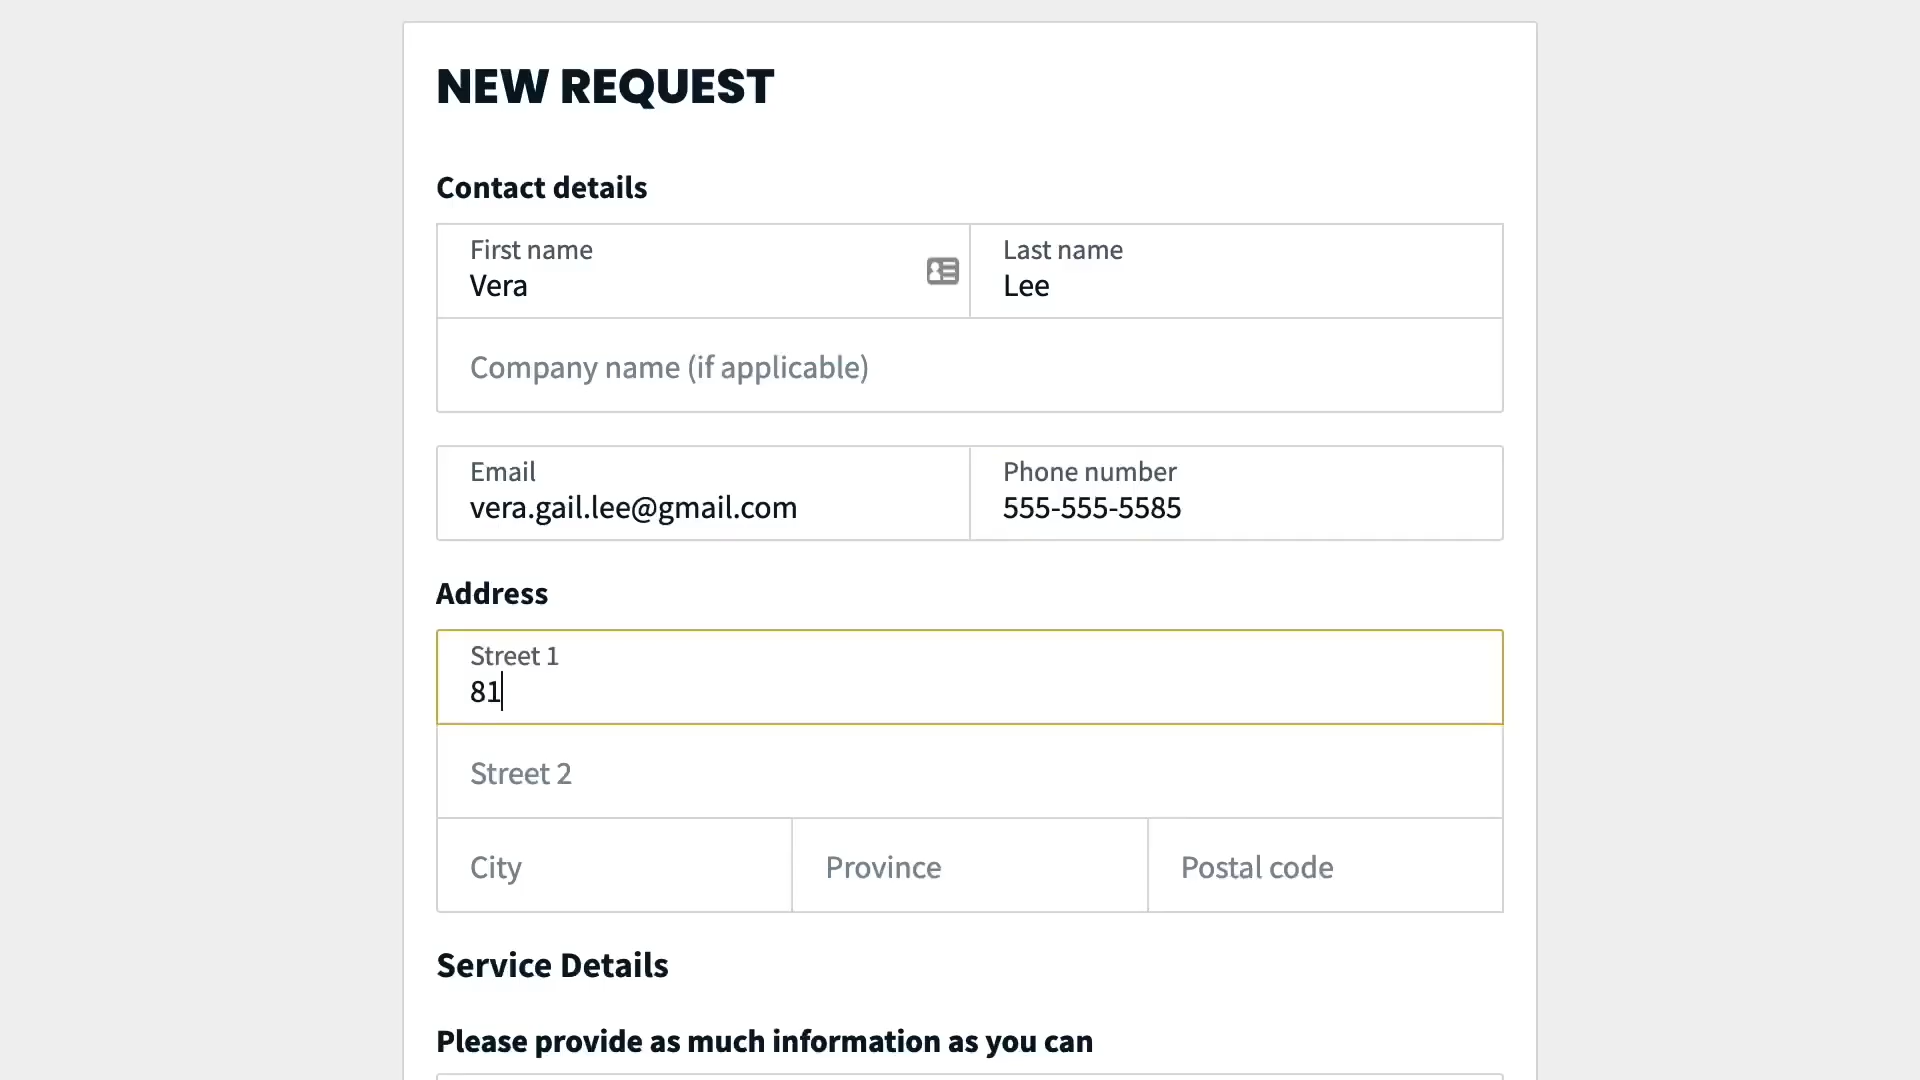 NEW REQUEST
Contact details
First name
Vera
Last name
Lee
Company name (if applicable)
Email
vera.gail.lee@gmail.com
Phone number
555-555-5585
Address
Street 1
81
Street 2
City
Province
Postal code
Service Details
Please provide as much information as you can